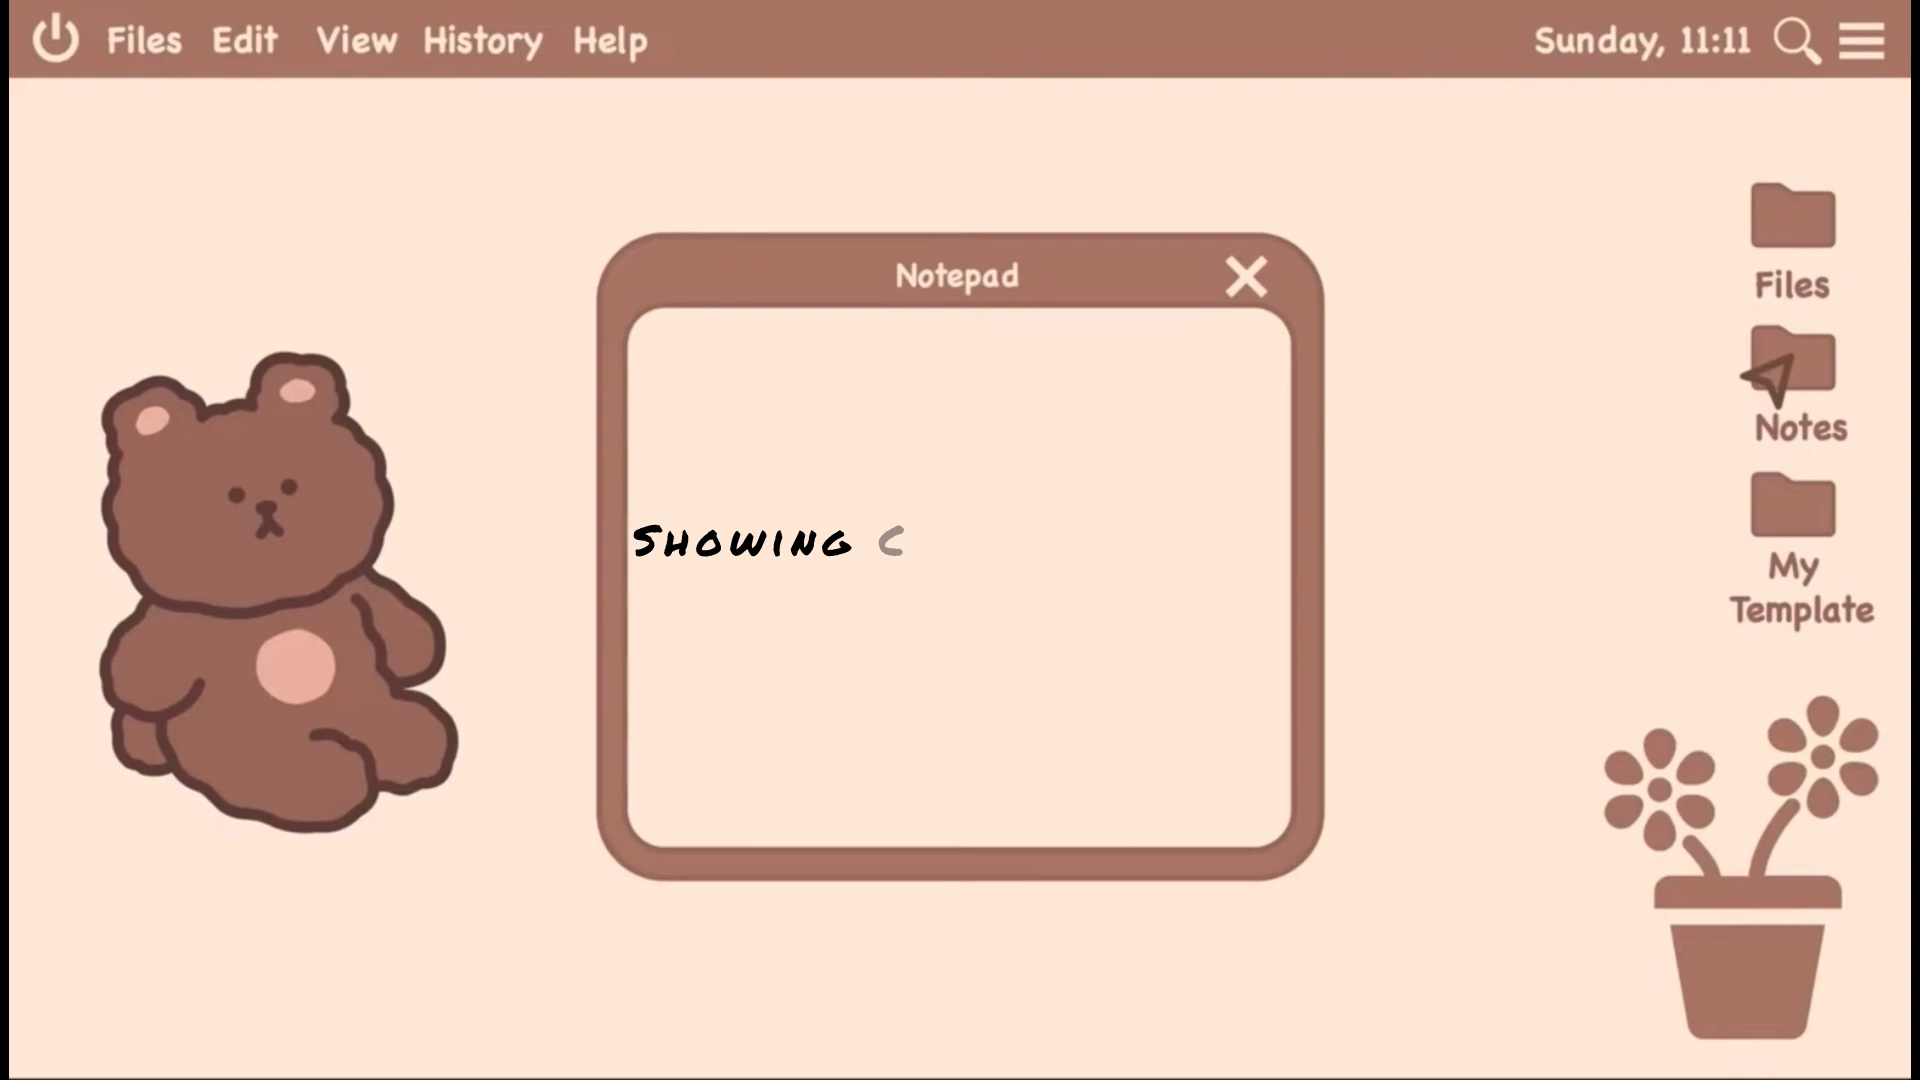 Files Edit View History Help Sunday, 11:11
Notepad
Files
Notes
My
Template
Showing C